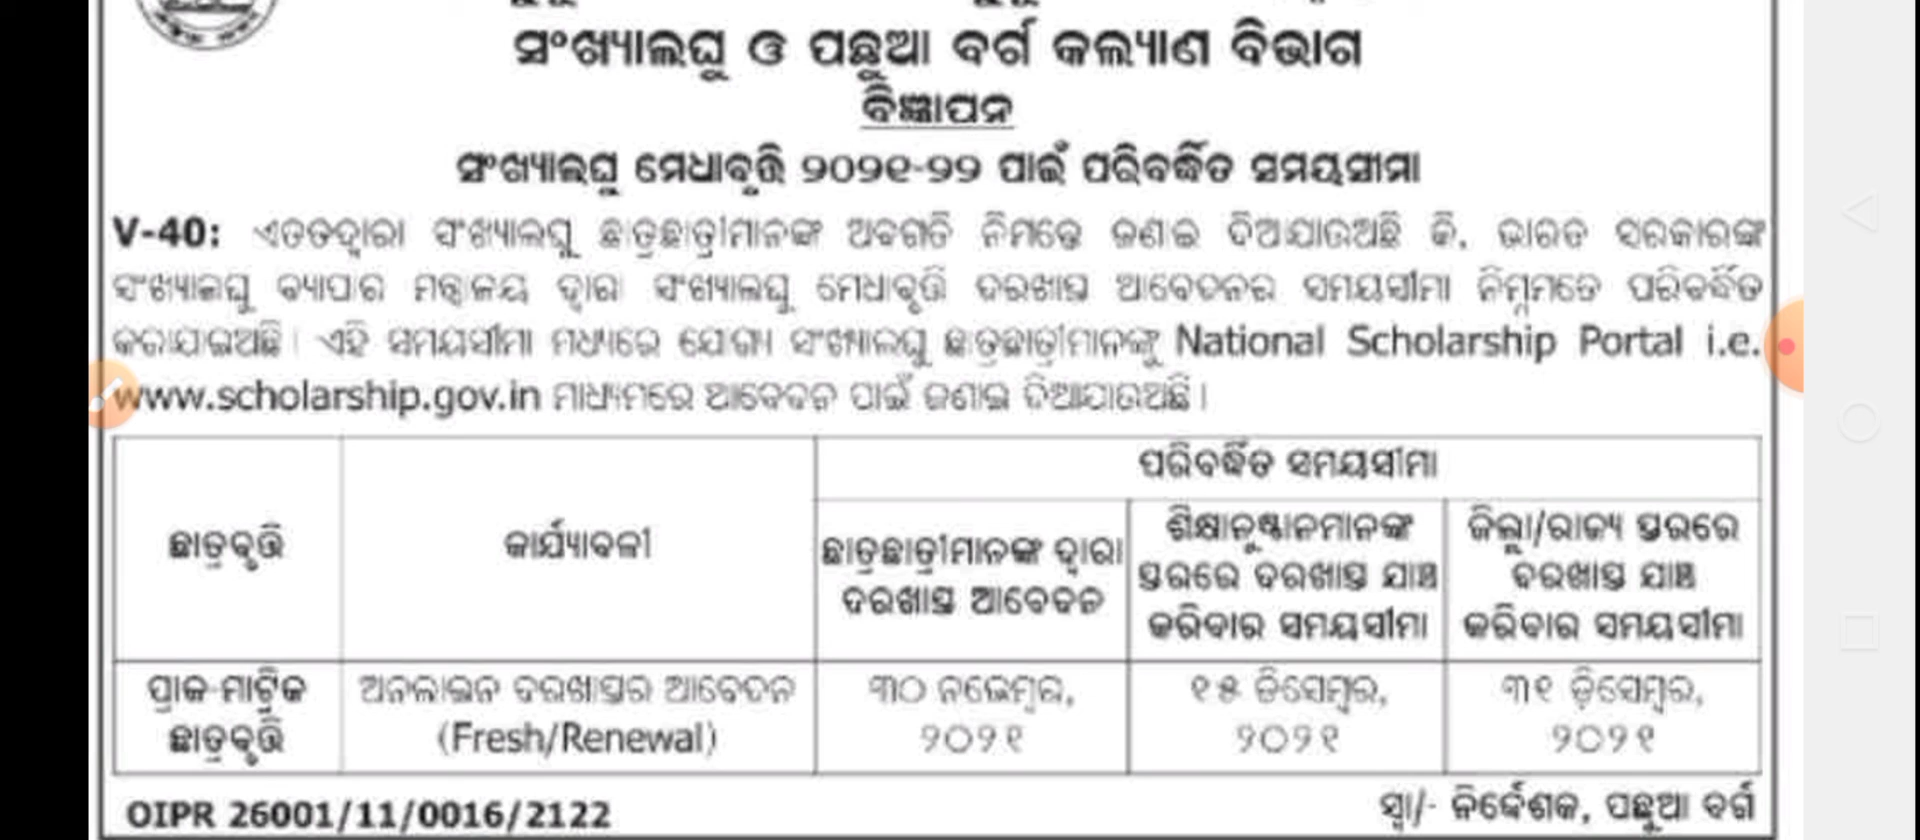 ସଂଖ୍ୟାଲଘୁ ଓ ପଛୁଆ ବର୍ଗ କଲ୍ୟାଣ ବିଭାଗ
ବିଜ୍ଞାପନ
ସଂଖ୍ୟାଲଘୁ ମେଧାବୃତ୍ତି ୨୦୨୧-୨୨ ପାଇଁ ପରିବର୍ଦ୍ଧିତ ସମୟସୀମା
V-40: ଏତଦ୍ଦ୍ୱାରା ସଂଖ୍ୟାଲଘୁ ଛାତ୍ରଛାତ୍ରୀମାନଙ୍କ ଅବଗତି ନିମନ୍ତେ ଜଣାଇ ଦିଆଯାଉଅଛି କି, ଭାରତ ସରକାରଙ୍କ
ସଂଖ୍ୟାଲଘୁ ବ୍ୟାପାର ମନ୍ତ୍ରାଳୟ ଦ୍ୱାରା ସଂଖ୍ୟାଲଘୁ ମେଧାବୃତ୍ତି ଦରଖାସ୍ତ ଆବେଦନର ସମୟସୀମା ନିମ୍ନମତେ ପରିବର୍ଦ୍ଧିତ
କରାଯାଇଅଛି। ଏହି ସମୟସୀମା ମଧ୍ୟରେ ଯୋଗ୍ୟ ସଂଖ୍ୟାଲଘୁ ଛାତ୍ରଛାତ୍ରୀମାନଙ୍କୁ National Scholarship Portal i.e.
www.scholarship.gov.in ମାଧ୍ୟମରେ ଆବେଦନ ପାଇଁ ଜଣାଇ ଦିଆଯାଉଅଛି।
ପରିବର୍ଦ୍ଧିତ ସମୟସୀମା
ଛାତ୍ରବୃତ୍ତି
କାର୍ଯ୍ୟାବଳୀ
ଛାତ୍ରଛାତ୍ରୀମାନଙ୍କ ଦ୍ୱାରା
ଦରଖାସ୍ତ ଆବେଦନ
ଶିକ୍ଷାନୁଷ୍ଠାନମାନଙ୍କ
ସ୍ତରରେ ଦରଖାସ୍ତ ଯାଞ୍ଚ
କରିବାର ସମୟସୀମା
ଜିଲ୍ଲା/ରାଜ୍ୟ ସ୍ତରରେ
ଦରଖାସ୍ତ ଯାଞ୍ଚ
କରିବାର ସମୟସୀମା
ପ୍ରାକ-ମାଟ୍ରିକ
ଛାତ୍ରବୃତ୍ତି
ଅନଲାଇନ ଦରଖାସ୍ତର ଆବେଦନ
(Fresh/Renewal)
୩୦ ନଭେମ୍ବର,
୨୦୨୧
୧୫ ଡିସେମ୍ବର,
୨୦୨୧
୩୧ ଡ଼ିସେମ୍ବର,
୨୦୨୧
OIPR 26001/11/0016/2122
ସ୍ୱା/- ନିର୍ଦ୍ଦେଶକ, ପଛୁଆ ବର୍ଗ